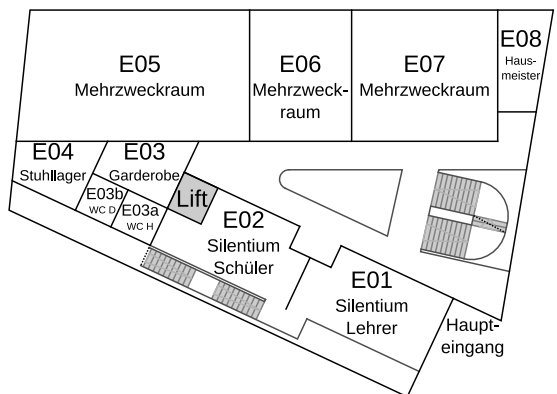 E05
Mehrzweckraum
E06
Mehrzweck-
raum
E07
Mehrzweckraum
E08
Haus-
meister
E04
Stuhllager
E03
Garderobe
E03b
WC D
E03a
WC H
Lift
E02
Silentium
Schüler
E01
Silentium
Lehrer
Haupt-
eingang